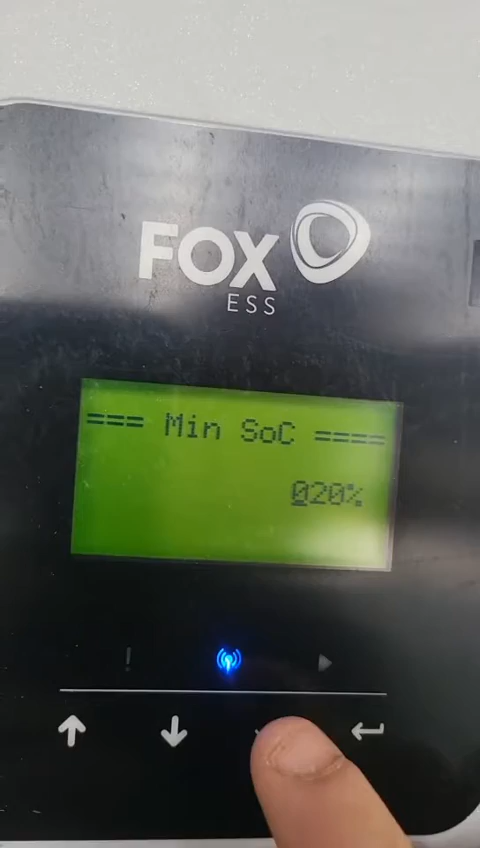 FOX
ESS
=== Min SoC ====
020%
!